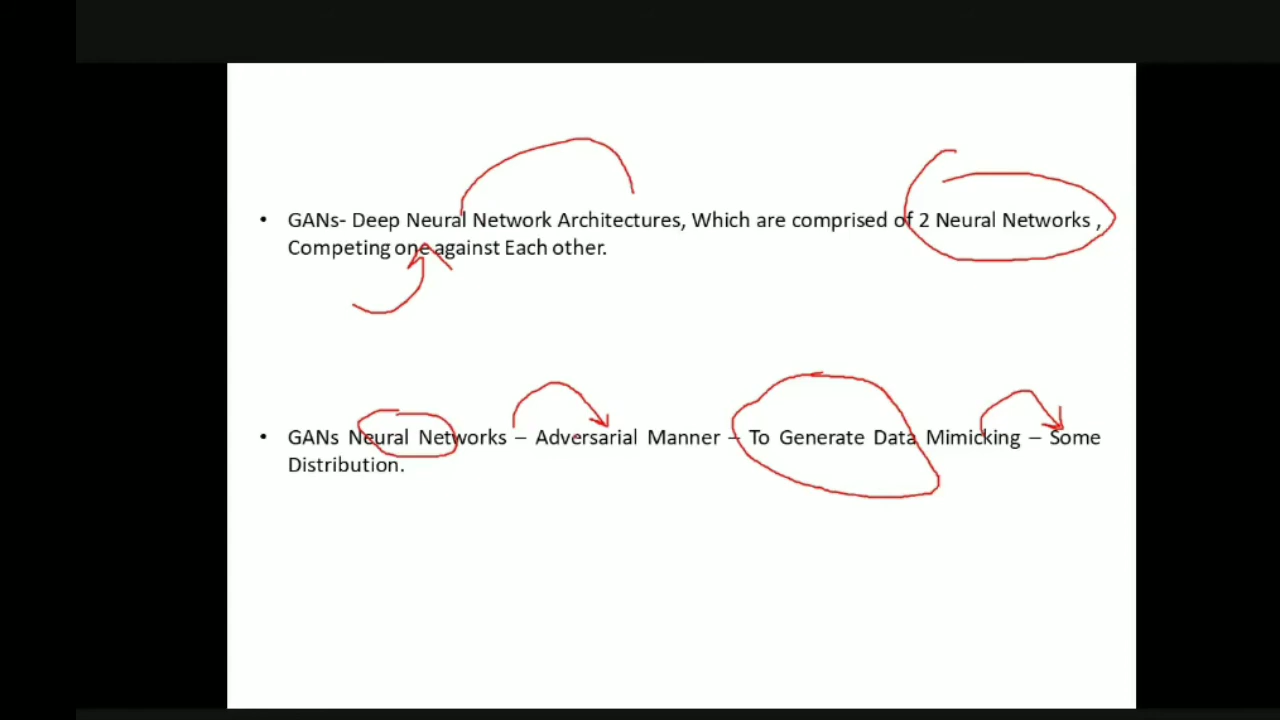 • GANs- Deep Neural Network Architectures, Which are comprised of 2 Neural Networks ,
Competing one against Each other.
• GANs Neural Networks – Adversarial Manner – To Generate Data Mimicking – Some
Distribution.